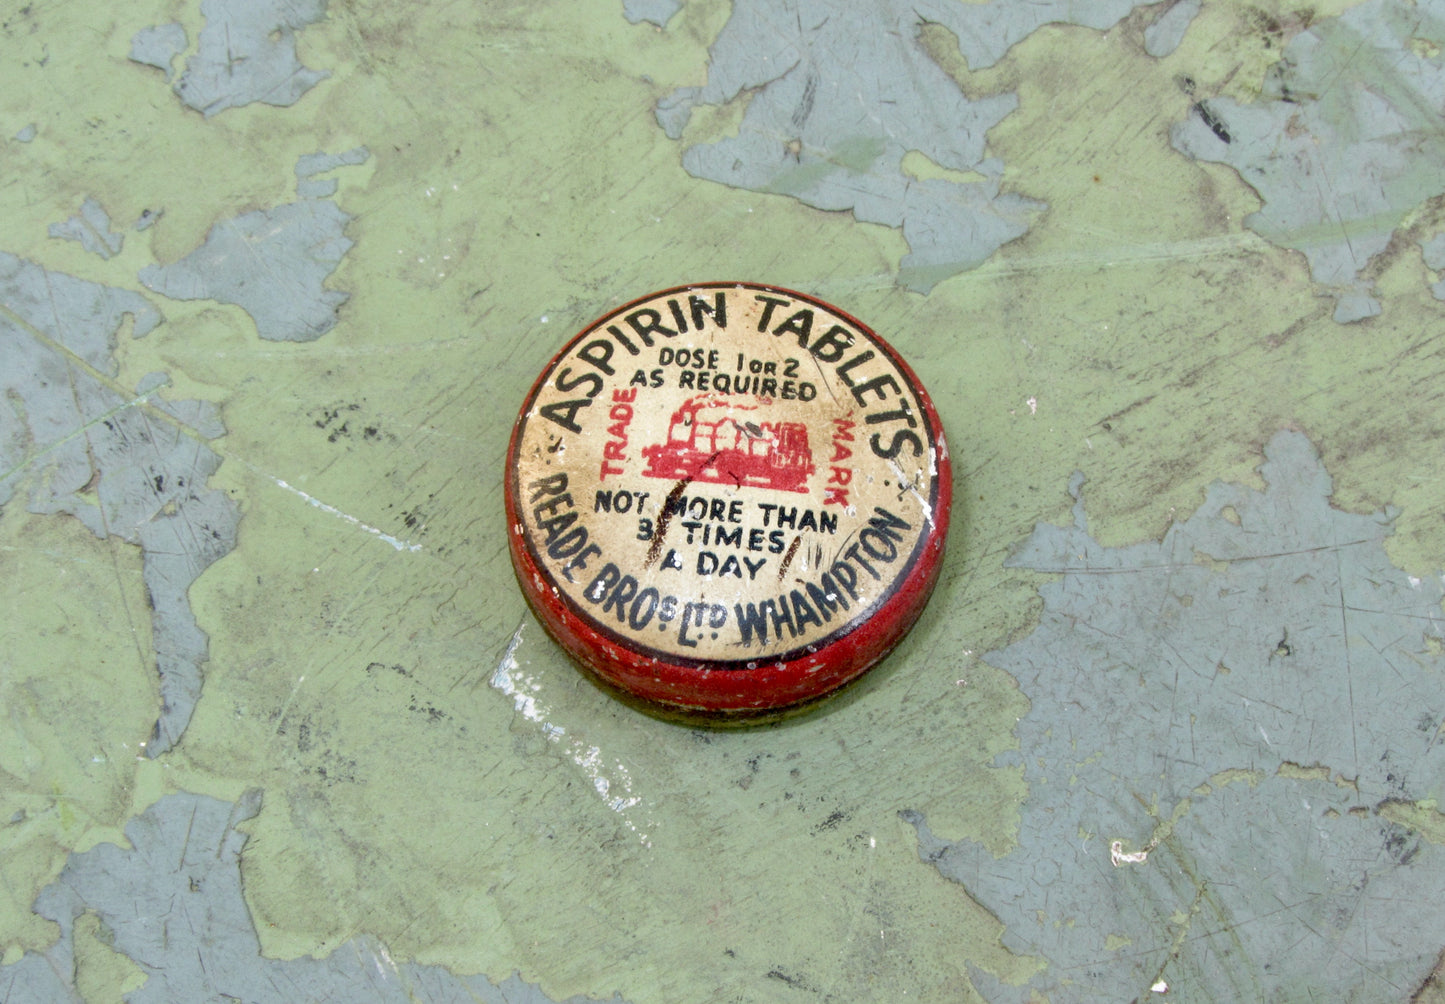 ASPIRIN TABLETS
DOSE 1 OR 2
AS REQUIRED
TRADE MARK
NOT MORE THAN
3 TIMES
A DAY
READE BROS LTD WHAMPTON